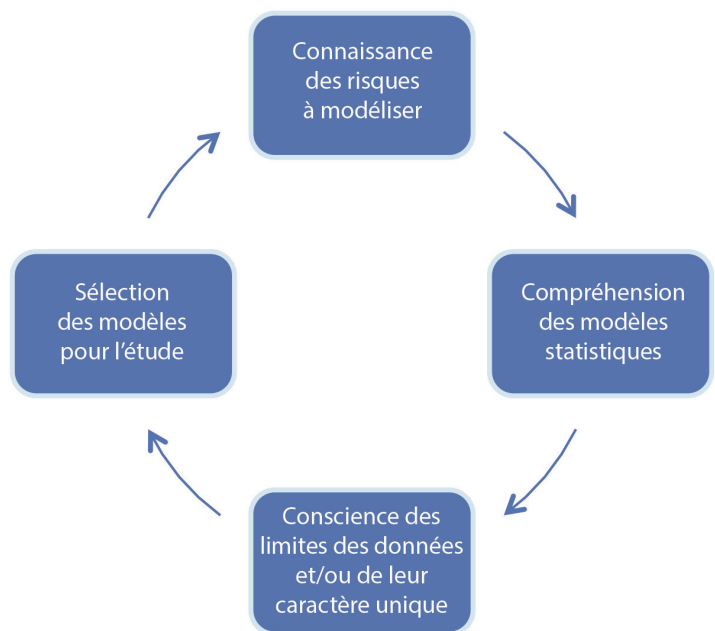 Connaissance
des risques
à modéliser
Compréhension
des modèles
statistiques
Conscience des
limites des données
et/ou de leur
caractère unique
Sélection
des modèles
pour l'étude